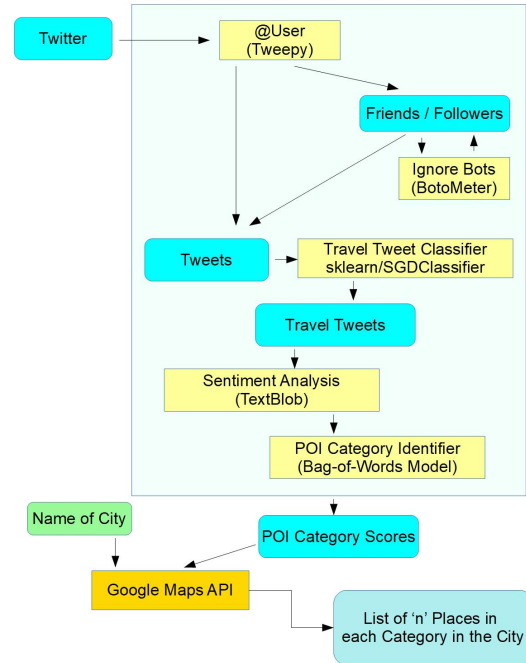 Twitter
@User
(Tweepy)
Friends / Followers
Ignore Bots
(BotoMeter)
Tweets
Travel Tweet Classifier
sklearn/SGDClassifier
Travel Tweets
Sentiment Analysis
(TextBlob)
POI Category Identifier
(Bag-of-Words Model)
Name of City
POI Category Scores
Google Maps API
List of ‘n’ Places in
each Category in the City